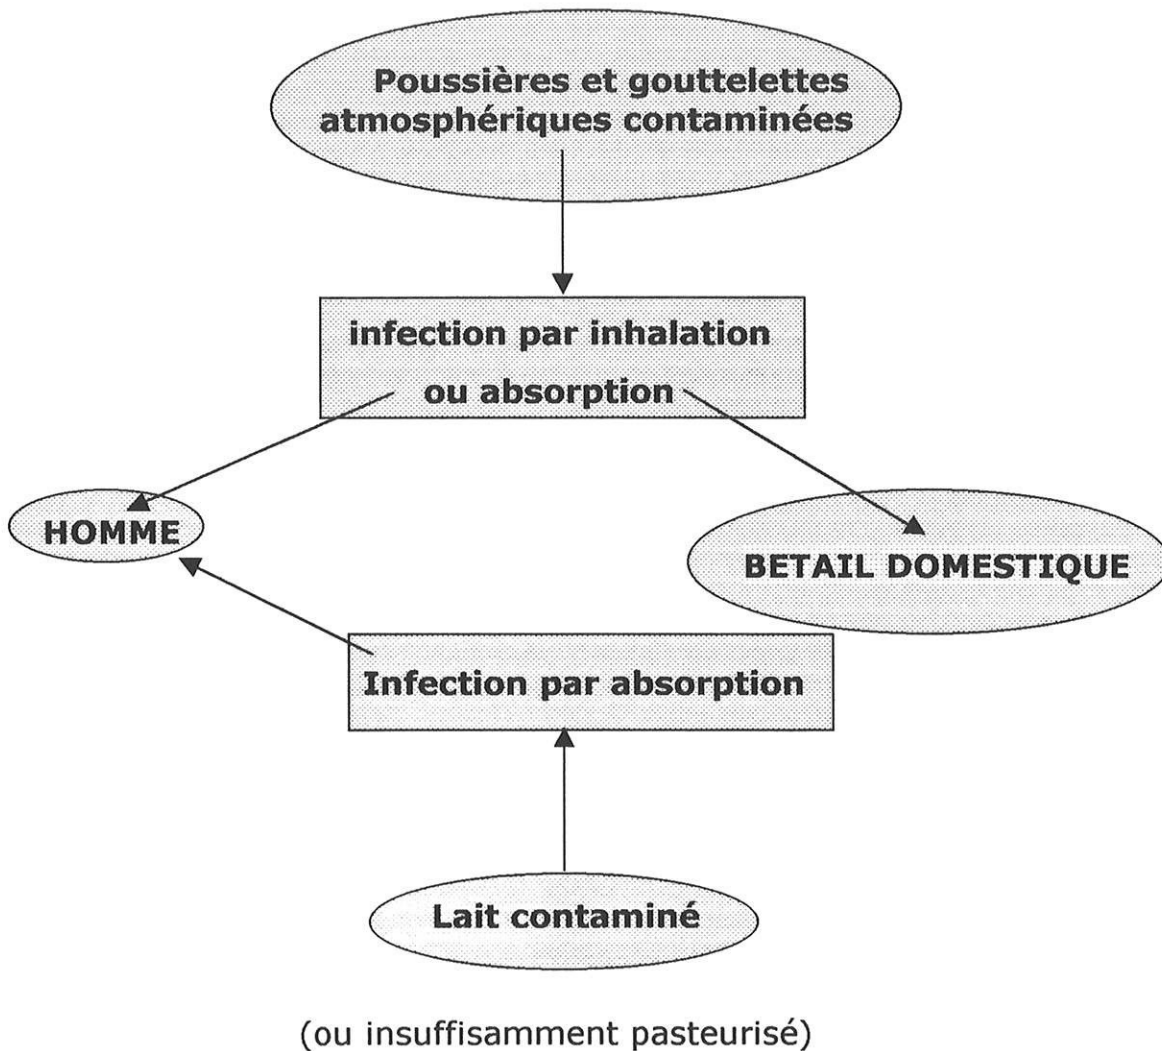 Poussières et gouttelettes
atmosphériques contaminées
infection par inhalation
ou absorption
HOMME
BETAIL DOMESTIQUE
Infection par absorption
Lait contaminé
(ou insuffisamment pasteurisé)